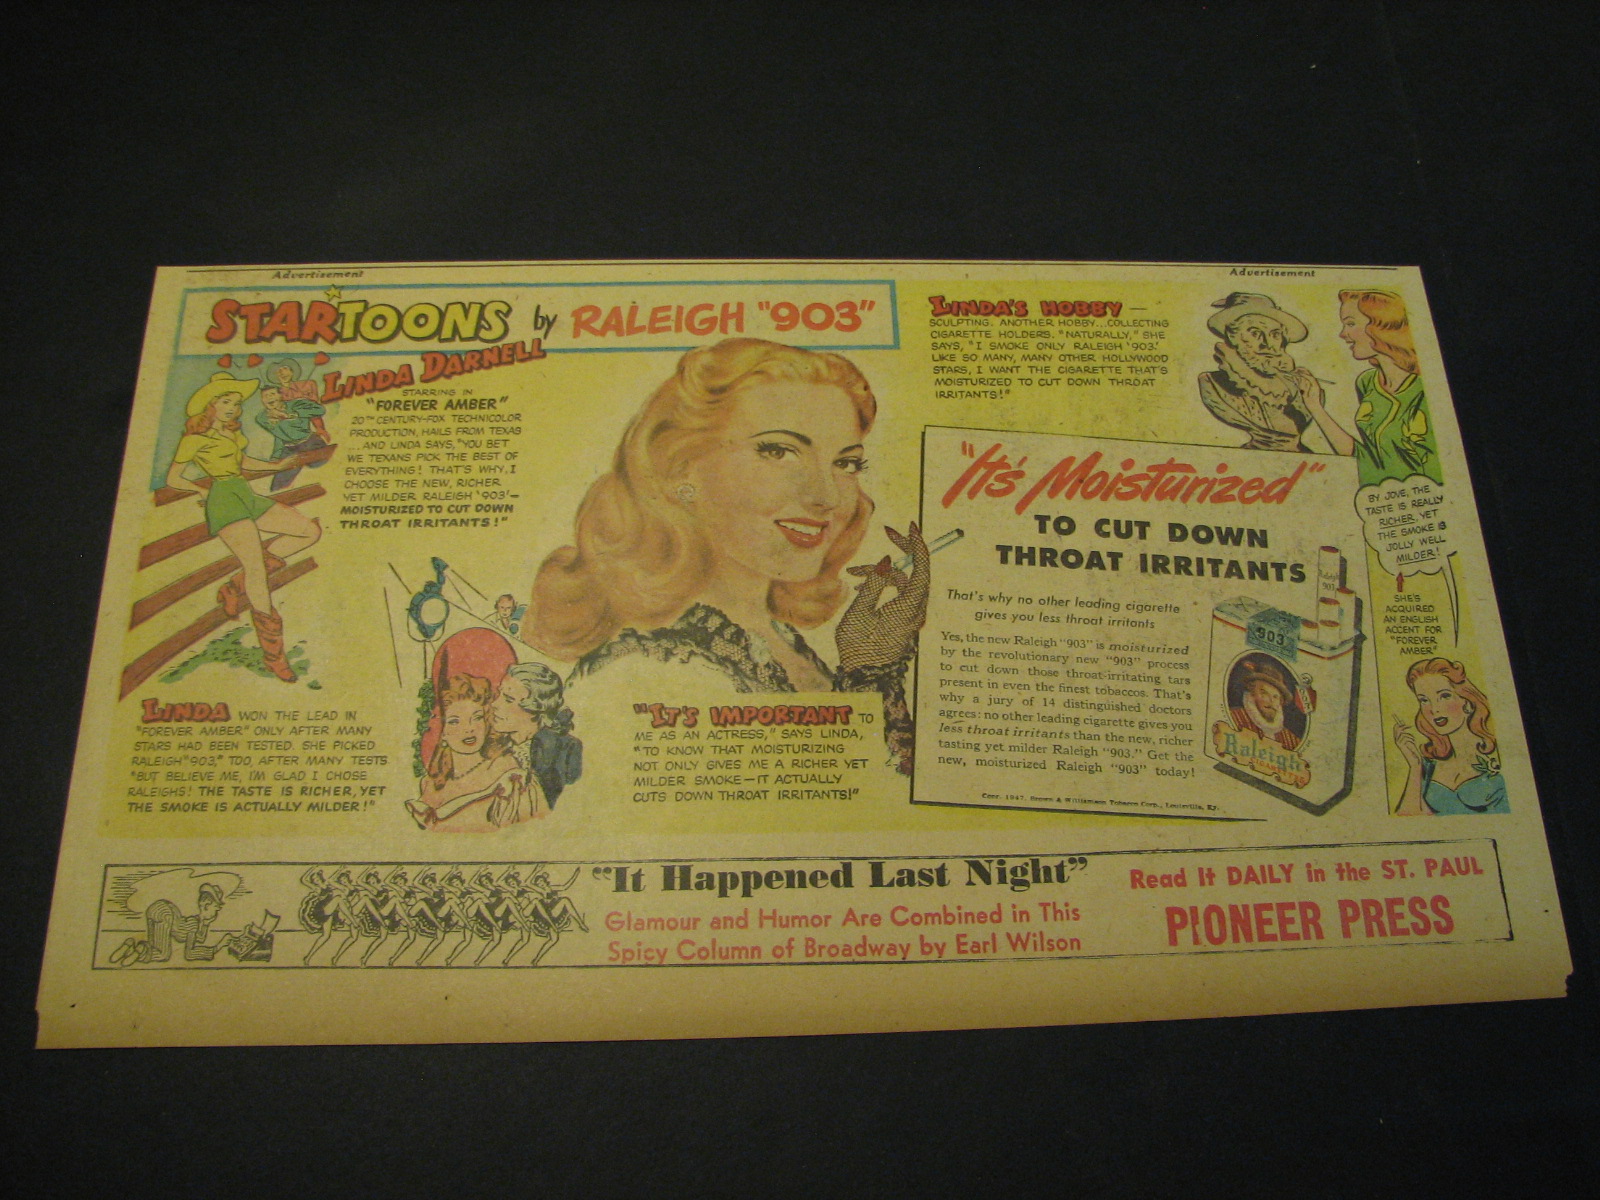 Advertisement
Advertisement
STARTOONS by RALEIGH "903"
LINDA DARNELL
STARRING IN
"FOREVER AMBER"
20TH CENTURY-FOX TECHNICOLOR
PRODUCTION, HAILS FROM TEXAS
...AND LINDA SAYS, "YOU BET
WE TEXANS PICK THE BEST OF
EVERYTHING! THAT'S WHY, I
CHOOSE THE NEW, RICHER
YET MILDER RALEIGH '903'—
MOISTURIZED TO CUT DOWN
THROAT IRRITANTS!"
LINDA WON THE LEAD IN
"FOREVER AMBER" ONLY AFTER MANY
STARS HAD BEEN TESTED. SHE PICKED
RALEIGH "903," TOO, AFTER MANY TESTS.
"BUT BELIEVE ME, I'M GLAD I CHOSE
RALEIGHS! THE TASTE IS RICHER, YET
THE SMOKE IS ACTUALLY MILDER!"
"IT'S IMPORTANT TO
ME AS AN ACTRESS," SAYS LINDA,
"TO KNOW THAT MOISTURIZING
NOT ONLY GIVES ME A RICHER YET
MILDER SMOKE—IT ACTUALLY
CUTS DOWN THROAT IRRITANTS!"
LINDA'S HOBBY—
SCULPTING. ANOTHER HOBBY...COLLECTING
CIGARETTE HOLDERS. "NATURALLY," SHE
SAYS, "I SMOKE ONLY RALEIGH '903.'
LIKE SO MANY, MANY OTHER HOLLYWOOD
STARS, I WANT THE CIGARETTE THAT'S
MOISTURIZED TO CUT DOWN THROAT
IRRITANTS!"
"It's Moisturized"
TO CUT DOWN
THROAT IRRITANTS
That's why no other leading cigarette
gives you less throat irritants
Yes, the new Raleigh "903" is moisturized
by the revolutionary new "903" process
to cut down those throat-irritating tars
present in even the finest tobaccos. That's
why a jury of 14 distinguished doctors
agrees: no other leading cigarette gives you
less throat irritants than the new, richer
tasting yet milder Raleigh "903." Get the
new, moisturized Raleigh "903" today!
Copr. 1947, Brown & Williamson Tobacco Corp., Louisville, Ky.
Raleigh
903
903
Raleigh
CIGARETTES
BY JOVE, THE
TASTE IS REALLY
RICHER, YET
THE SMOKE IS
JOLLY WELL
MILDER!
SHE'S
ACQUIRED
AN ENGLISH
ACCENT FOR
"FOREVER
AMBER"
"It Happened Last Night"
Glamour and Humor Are Combined in This
Spicy Column of Broadway by Earl Wilson
Read It DAILY in the ST. PAUL
PIONEER PRESS